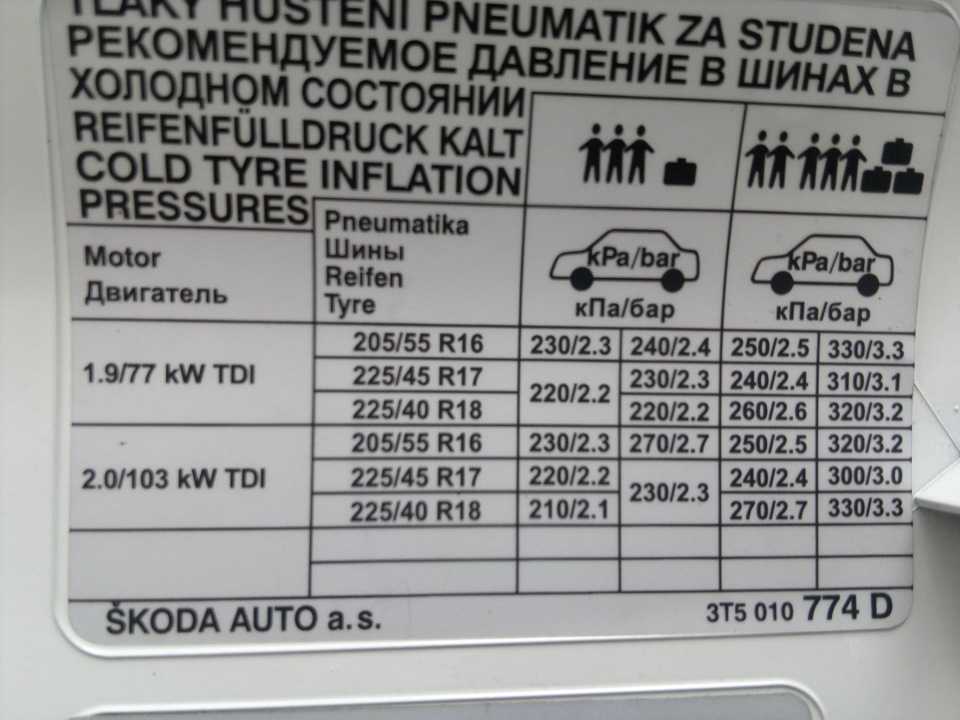 TLAKY HUŠTĚNÍ PNEUMATIK ZA STUDENA
РЕКОМЕНДУЕМОЕ ДАВЛЕНИЕ В ШИНАХ В
ХОЛОДНОМ СОСТОЯНИИ
REIFENFÜLLDRUCK KALT
COLD TYRE INFLATION
PRESSURES
Motor
Двигатель
Pneumatika
Шины
Reifen
Tyre
kPa/bar
кПа/бар
kPa/bar
кПа/бар
1.9/77 kW TDI
205/55 R16 230/2.3 240/2.4 250/2.5 330/3.3
225/45 R17 220/2.2 230/2.3 240/2.4 310/3.1
225/40 R18 220/2.2 260/2.6 320/3.2
2.0/103 kW TDI
205/55 R16 230/2.3 270/2.7 250/2.5 320/3.2
225/45 R17 220/2.2 230/2.3 240/2.4 300/3.0
225/40 R18 210/2.1 270/2.7 330/3.3
ŠKODA AUTO a.s. 3T5 010 774 D